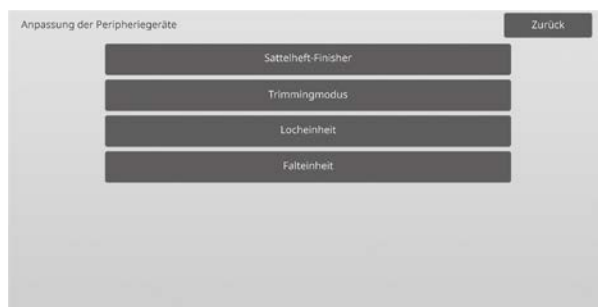 Anpassung der Peripheriegeräte
Zurück
Sattelheft-Finisher
Trimmingmodus
Locheinheit
Falteinheit